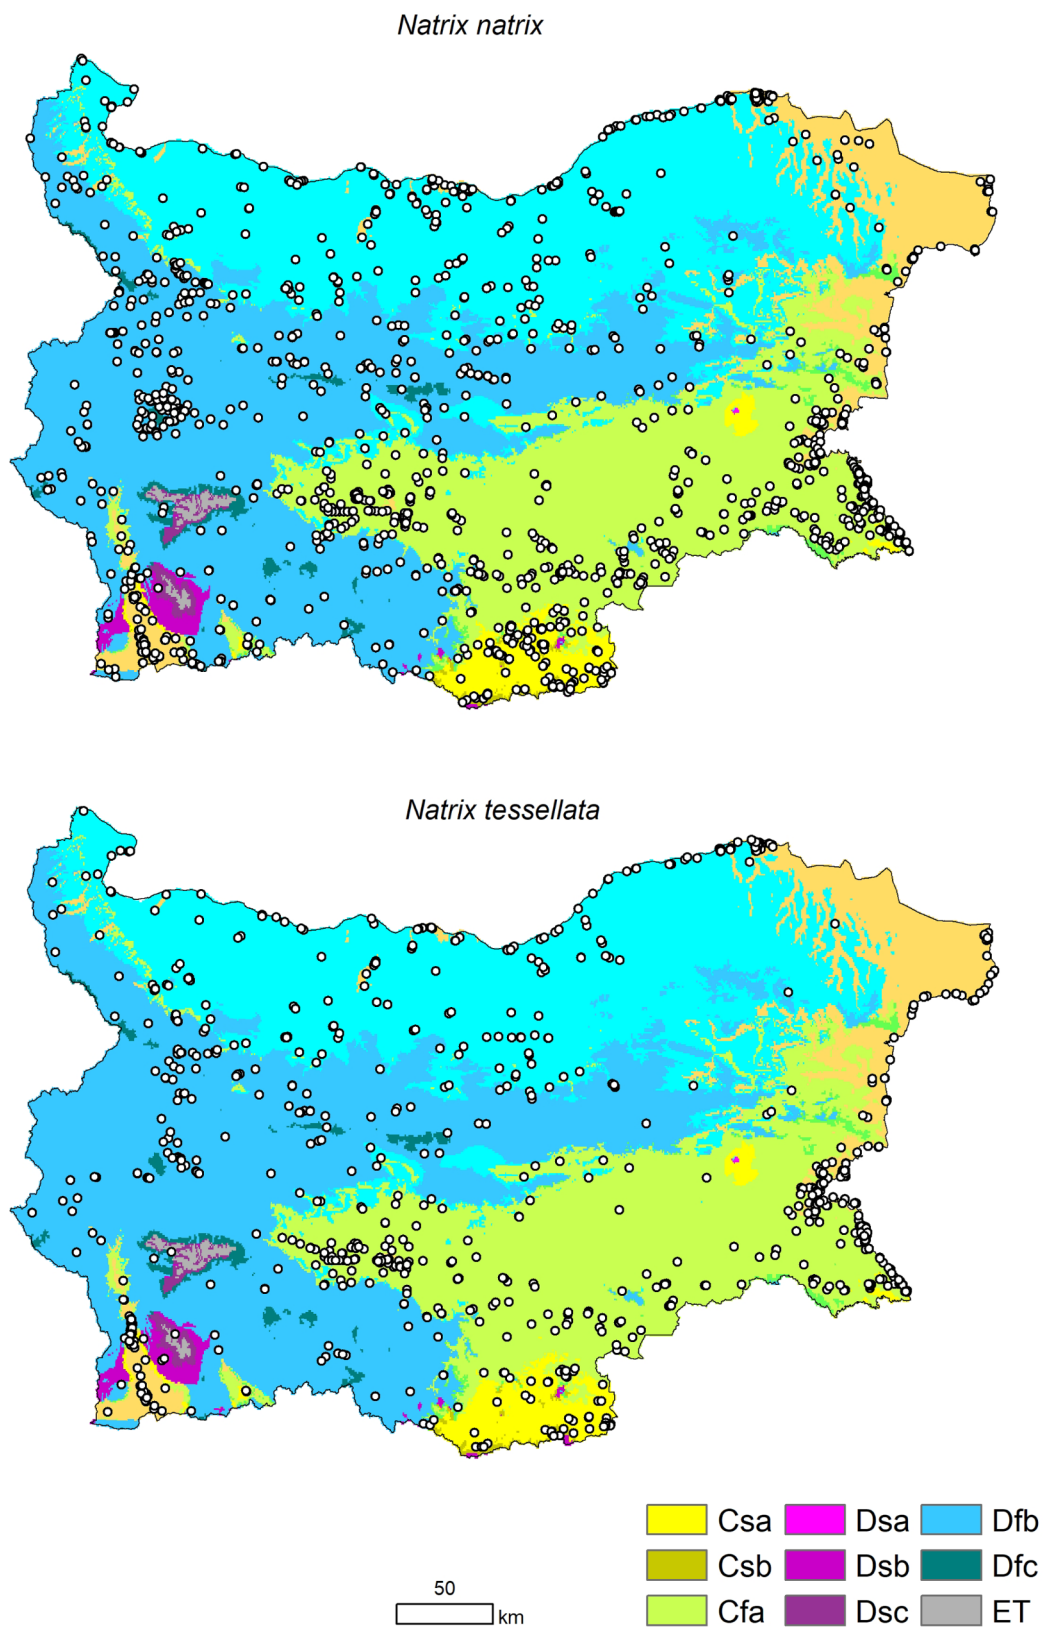 Natrix natrix
Natrix tessellata
Csa Dsa Dfb
Csb Dsb Dfc
Cfa Dsc ET
50
km